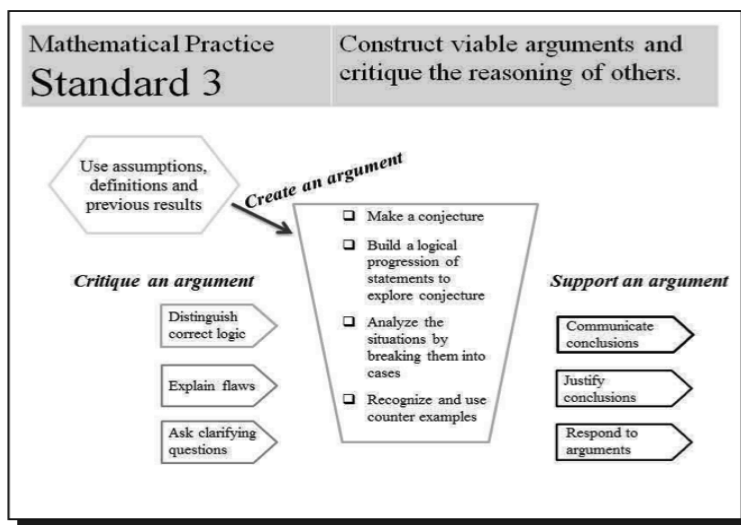 Mathematical Practice
Standard 3
Construct viable arguments and
critique the reasoning of others.
Use assumptions,
definitions and
previous results
Create an argument
Make a conjecture
Build a logical
progression of
statements to
explore conjecture
Analyze the
situations by
breaking them into
cases
Recognize and use
counter examples
Critique an argument
Distinguish
correct logic
Explain flaws
Ask clarifying
questions
Support an argument
Communicate
conclusions
Justify
conclusions
Respond to
arguments